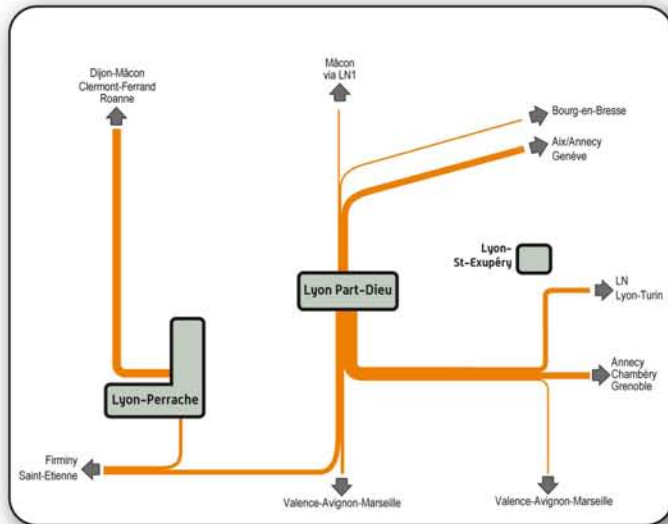 Dijon-Mâcon
Clermont-Ferrand
Roanne
Mâcon
via LN1
Bourg-en-Bresse
Aix/Annecy
Genève
Lyon-
St-Exupéry
Lyon Part-Dieu
LN
Lyon-Turin
Annecy
Chambéry
Grenoble
Lyon-Perrache
Firminy
Saint-Etienne
Valence-Avignon-Marseille
Valence-Avignon-Marseille